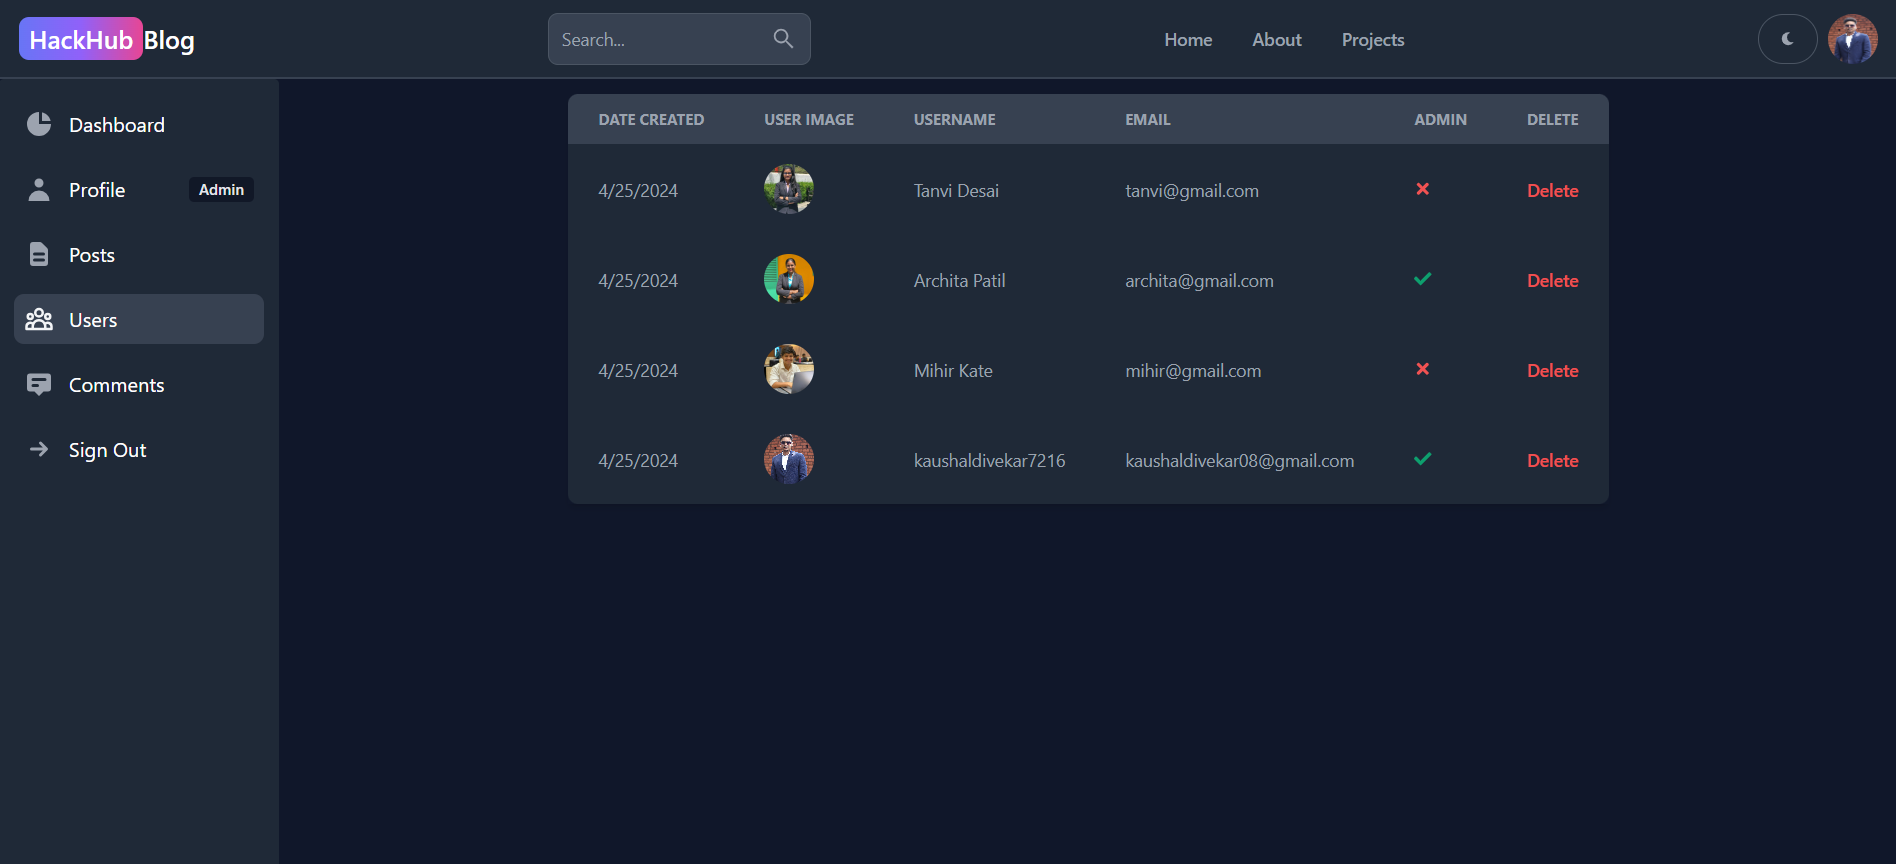 HackHub Blog
Search...
Home About Projects
Dashboard
Profile Admin
Posts
Users
Comments
Sign Out
DATE CREATED USER IMAGE USERNAME EMAIL ADMIN DELETE
4/25/2024 Tanvi Desai tanvi@gmail.com Delete
4/25/2024 Archita Patil archita@gmail.com Delete
4/25/2024 Mihir Kate mihir@gmail.com Delete
4/25/2024 kaushaldivekar7216 kaushaldivekar08@gmail.com Delete